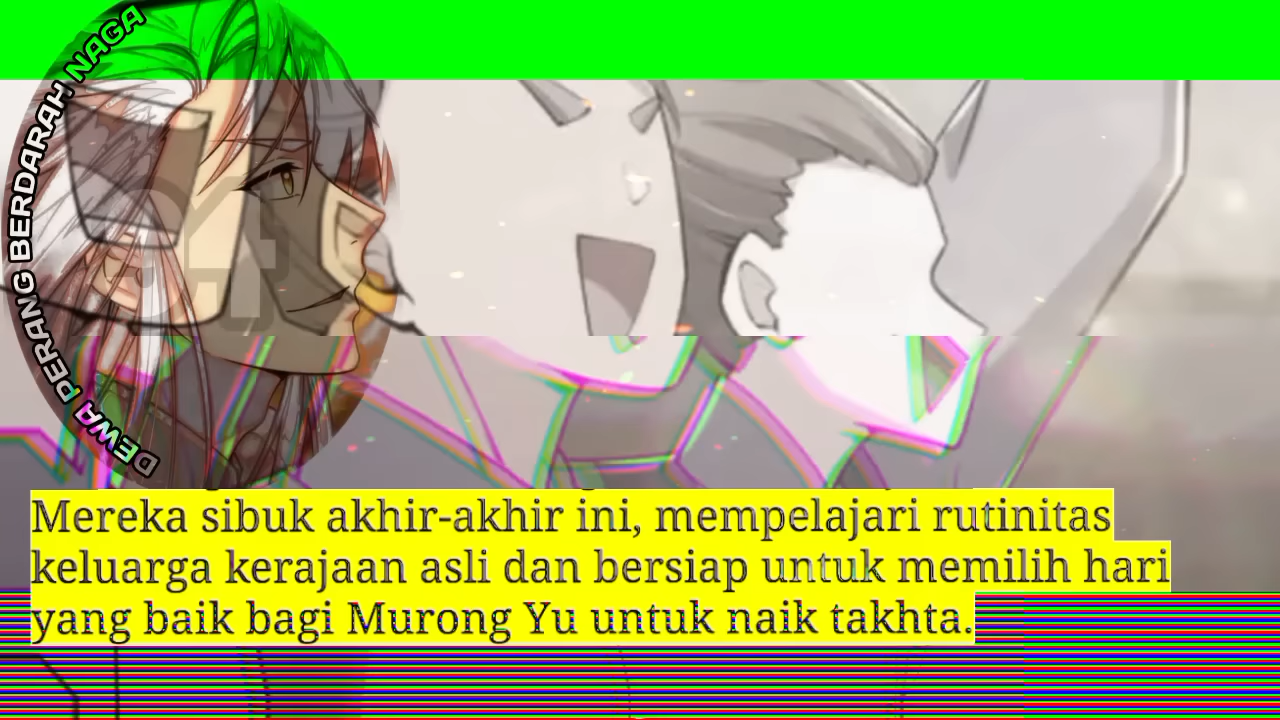 DEWA PERANG BERDARAH NAGA
Mereka sibuk akhir-akhir ini, mempelajari rutinitas
keluarga kerajaan asli dan bersiap untuk memilih hari
yang baik bagi Murong Yu untuk naik takhta.